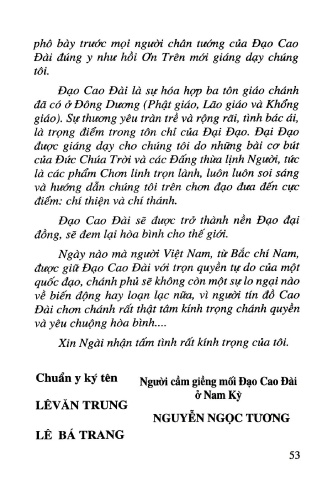 phô bày trước mọi người chân tướng của Đạo Cao
Đài đúng y như hồi Ơn Trên mới giáng dạy chúng
tôi.
Đạo Cao Đài là sự hóa hợp ba tôn giáo chánh
đã có ở Đông Dương (Phật giáo, Lão giáo và Khổng
giáo). Sự thương yêu tràn trề và rộng rãi, tình bác ái,
là trọng điểm trong tôn chỉ của Đại Đạo. Đại Đạo
được giảng dạy cho chúng tôi do những bài cơ bút
của Đức Chúa Trời và các Đấng thừa lịnh Người, tức
là các phẩm Chơn linh trọn lành, luôn luôn soi sáng
và hướng dẫn chúng tôi trên chơn đạo đưa đến cực
điểm: chí thiện và chí thánh.
Đạo Cao Đài sẽ được trở thành nền Đạo đại
đồng, sẽ đem lại hòa bình cho thế giới.
Ngày nào mà người Việt Nam, từ Bắc chí Nam,
được giữ Đạo Cao Đài với trọn quyền tự do của một
quốc đạo, chánh phủ sẽ không còn một sự lo ngại nào
về biến động hay loạn lạc nữa, vì người tín đồ Cao
Đài chơn chánh rất thật tâm kính trọng chánh quyền
và yêu chuộng hòa bình....
Xin Ngài nhận tấm tình rất kính trọng của tôi.
Chuẩn y ký tên
LÊVĂN TRUNG
LÊ BÁ TRANG
Người cầm giềng mối Đạo Cao Đài
ở Nam Kỳ
NGUYỄN NGỌC TƯƠNG
53